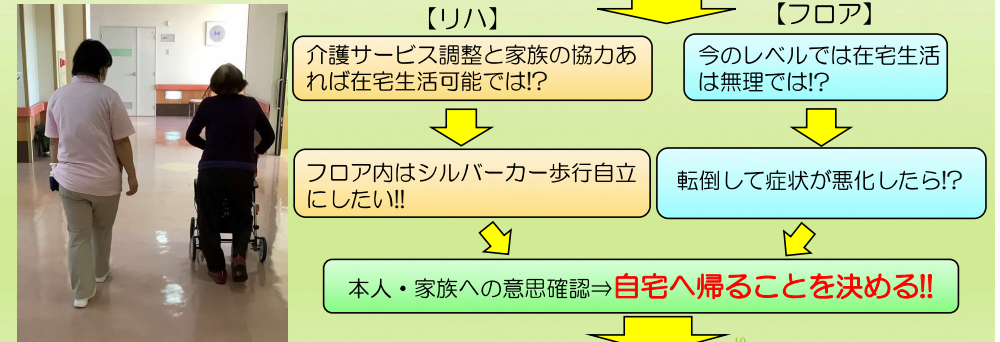 【リハ】
介護サービス調整と家族の協力あ
れば在宅生活可能では!?
フロア内はシルバーカー歩行自立
にしたい!!
【フロア】
今のレベルでは在宅生活
は無理では!?
転倒して症状が悪化したら!?
本人・家族への意思確認⇒自宅へ帰ることを決める!!